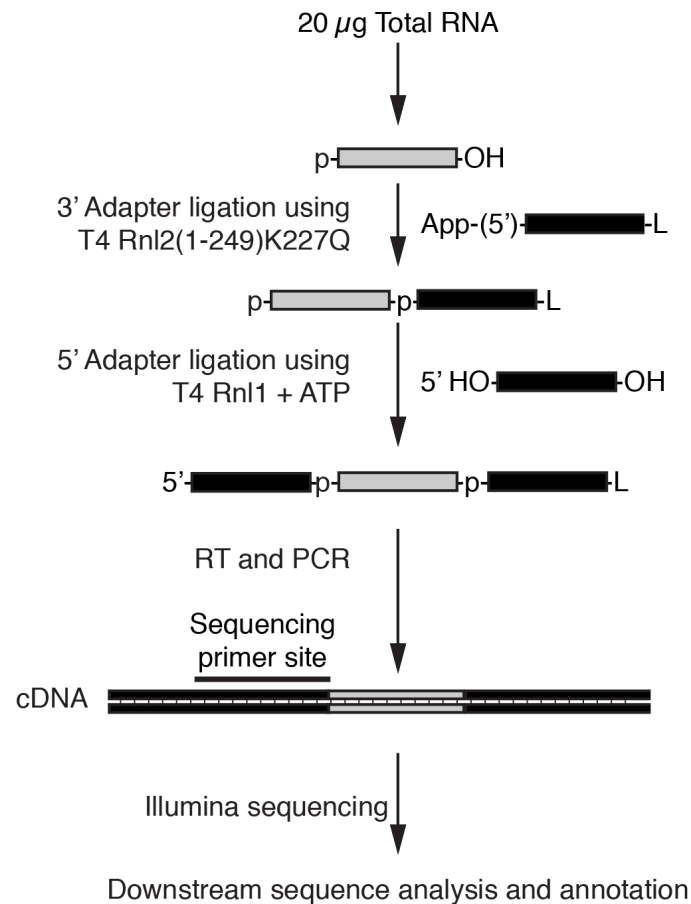 20 µg Total RNA
p- -OH
3’ Adapter ligation using
T4 Rnl2(1-249)K227Q
App-(5’)- -L
p- -p- -L
5’ Adapter ligation using
T4 Rnl1 + ATP
5’ HO- -OH
5’- -p- -p- -L
RT and PCR
Sequencing
primer site
cDNA
Illumina sequencing
Downstream sequence analysis and annotation